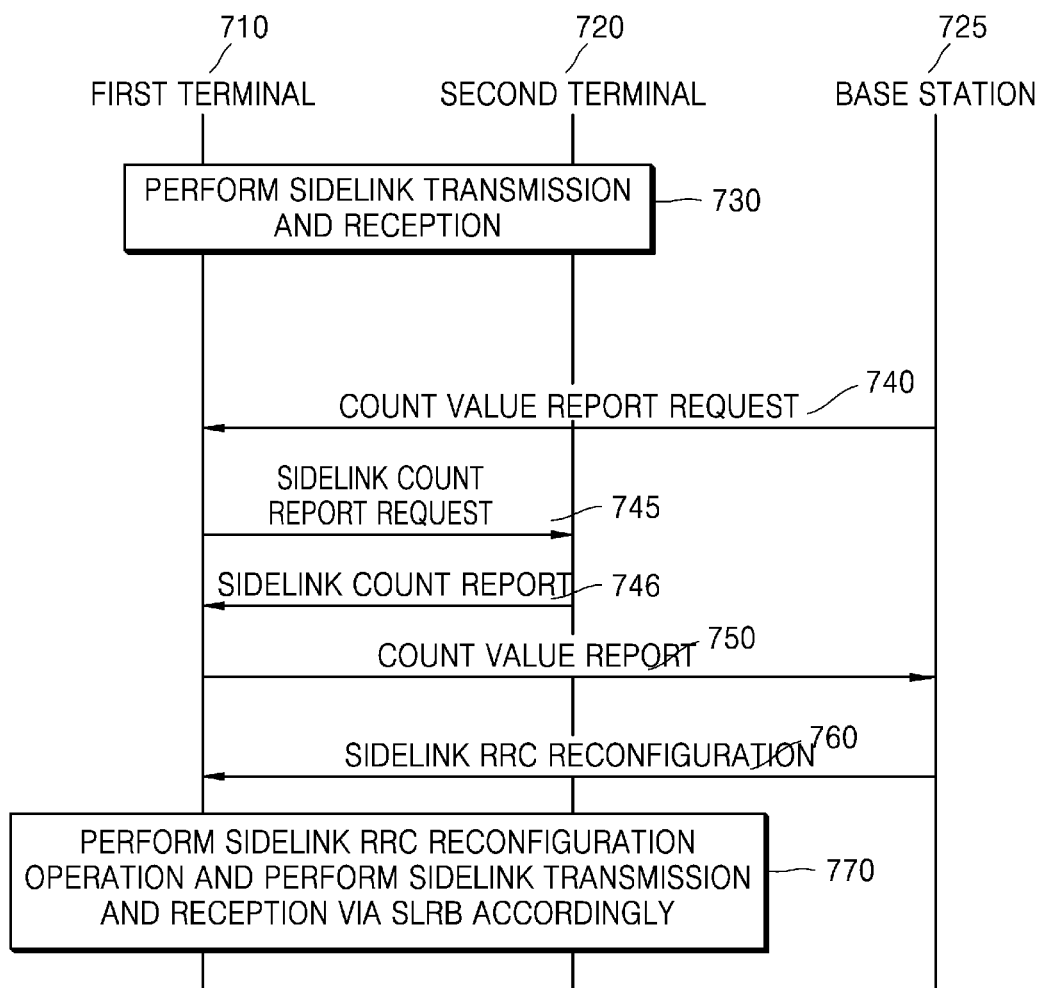 710
720
725
FIRST TERMINAL
SECOND TERMINAL
BASE STATION
PERFORM SIDELINK TRANSMISSION
AND RECEPTION
730
COUNT VALUE REPORT REQUEST
740
SIDELINK COUNT
REPORT REQUEST
745
SIDELINK COUNT REPORT
746
COUNT VALUE REPORT
750
SIDELINK RRC RECONFIGURATION
760
PERFORM SIDELINK RRC RECONFIGURATION
OPERATION AND PERFORM SIDELINK TRANSMISSION
AND RECEPTION VIA SLRB ACCORDINGLY
770